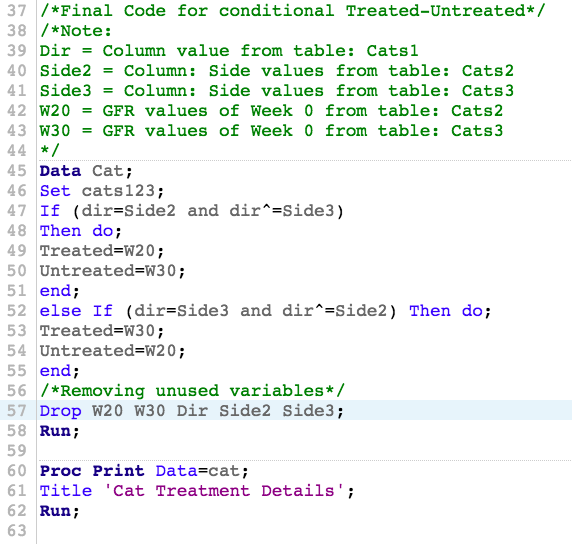 37 /*Final Code for conditional Treated-Untreated*/
38 /*Note:
39 Dir = Column value from table: Cats1
40 Side2 = Column: Side values from table: Cats2
41 Side3 = Column: Side values from table: Cats3
42 W20 = GFR values of Week 0 from table: Cats2
43 W30 = GFR values of Week 0 from table: Cats3
44 */
45 Data Cat;
46 Set cats123;
47 If (dir=Side2 and dir^=Side3)
48 Then do;
49 Treated=W20;
50 Untreated=W30;
51 end;
52 else If (dir=Side3 and dir^=Side2) Then do;
53 Treated=W30;
54 Untreated=W20;
55 end;
56 /*Removing unused variables*/
57 Drop W20 W30 Dir Side2 Side3;
58 Run;
59
60 Proc Print Data=cat;
61 Title 'Cat Treatment Details';
62 Run;
63